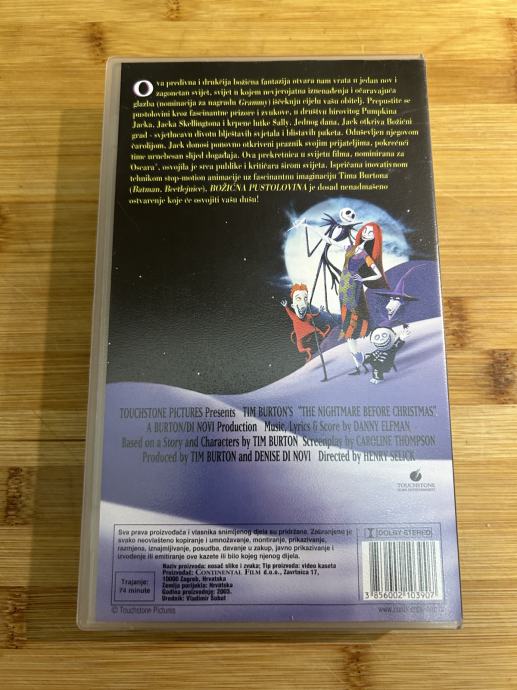 Ova predivna i drukčija božićna fantazija otvara nam vrata u jedan nov i
zagonetan svijet, svijet u kojem nevjerojatna iznenađenja i očaravajuća
glazba (nominacija za nagradu Grammy) iščekuju cijelu vašu obitelj. Prepustite se
pustolovini kroz fascinantne prizore i zvukove, u društvu hirovitog Pumpkina
Jacka, Jacka Skellingtona i krpene lutke Sally. Jednog dana, Jack otkriva Božićni
grad - svjetlucavu divotu blještavih svjetala i blistavih paketa. Oduševljen njegovom
čarolijom, Jack donosi ponovno otkriveni praznik svojim prijateljima, pokrećući
time urnebesan slijed događaja. Ova prekretnica u svijetu filma, nominirana za
Oscara, osvojila je srca publike i kritičara širom svijeta. Ispričana inovativnom
tehnikom stop-motion animacije uz fascinantnu imaginaciju Tima Burtona
(Batman, Beetlejuice), BOŽIĆNA PUSTOLOVINA je dosad nenadmašeno
ostvarenje koje će osvojiti vašu dušu!
TOUCHSTONE PICTURES Presents TIM BURTON'S "THE NIGHTMARE BEFORE CHRISTMAS"
A BURTON/DI NOVI Production Music, Lyrics & Score by DANNY ELFMAN
Based on a Story and Characters by TIM BURTON Screenplay by CAROLINE THOMPSON
Produced by TIM BURTON and DENISE DI NOVI Directed by HENRY SELICK
TOUCHSTONE
HOME ENTERTAINMENT
Sva prava proizvođača i vlasnika snimljenog djela su pridržana. Zabranjeno je
svako neovlašteno kopiranje i umnožavanje, montiranje, prikazivanje,
razmjena, iznajmljivanje, posudba, davanje u zakup, javno prikazivanje i
izvođenje ili emitiranje ove kazete ili bilo kojeg njenog dijela.
DOLBY STEREO
Trajanje:
74 minute
Naziv proizvoda: nosač slike i zvuka; Tip proizvoda: video kaseta
Proizvođač: CONTINENTAL FILM d.o.o., Zavrtnica 17,
10000 Zagreb, Hrvatska
Zemlja porijekla: Hrvatska
Godina proizvodnje: 2003.
Urednik: Vladimir Sabol
3 856002 103907
© Touchstone Pictures